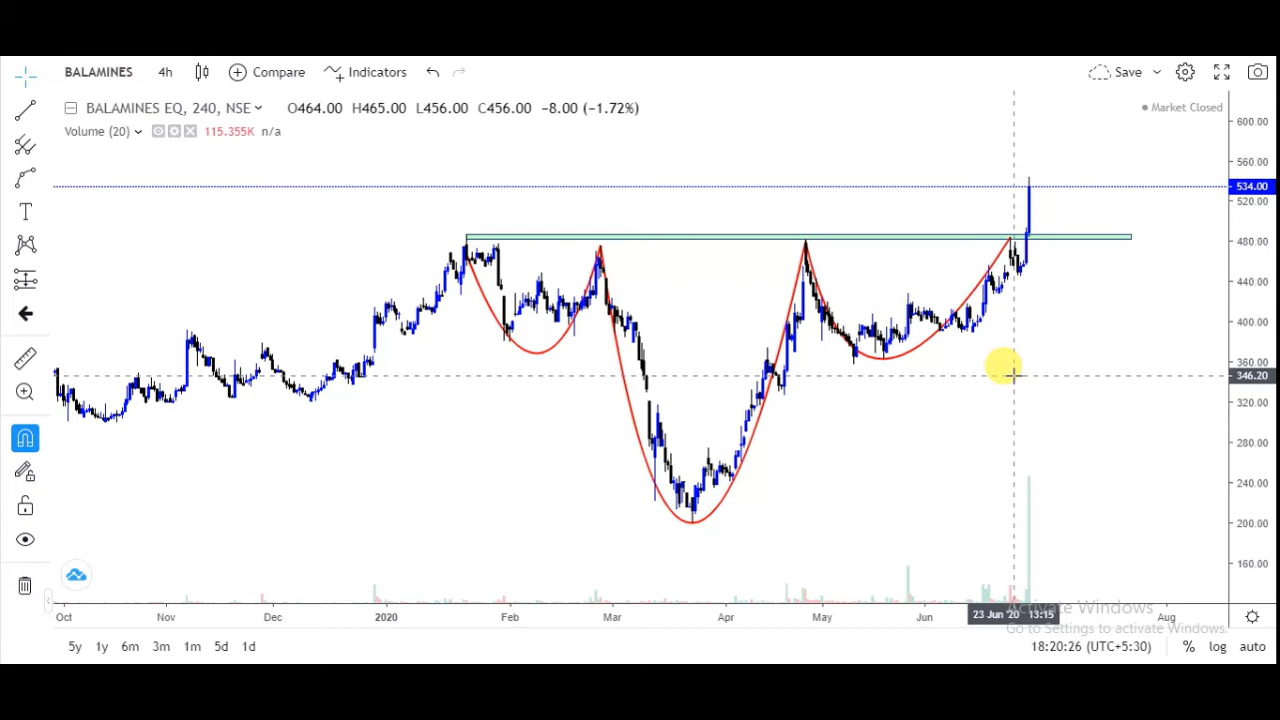 BALAMINES 4h Compare Indicators Save
BALAMINES EQ, 240, NSE O464.00 H465.00 L456.00 C456.00 −8.00 (−1.72%) Market Closed
Volume (20) 115.355K n/a
600.00
560.00
534.00
520.00
480.00
440.00
400.00
360.00
346.20
320.00
280.00
240.00
200.00
160.00
Oct Nov Dec 2020 Feb Mar Apr May Jun 23 Jun '20 13:15 Aug
Activate Windows
Go to Settings to activate Windows.
5y 1y 6m 3m 1m 5d 1d 18:20:26 (UTC+5:30) % log auto